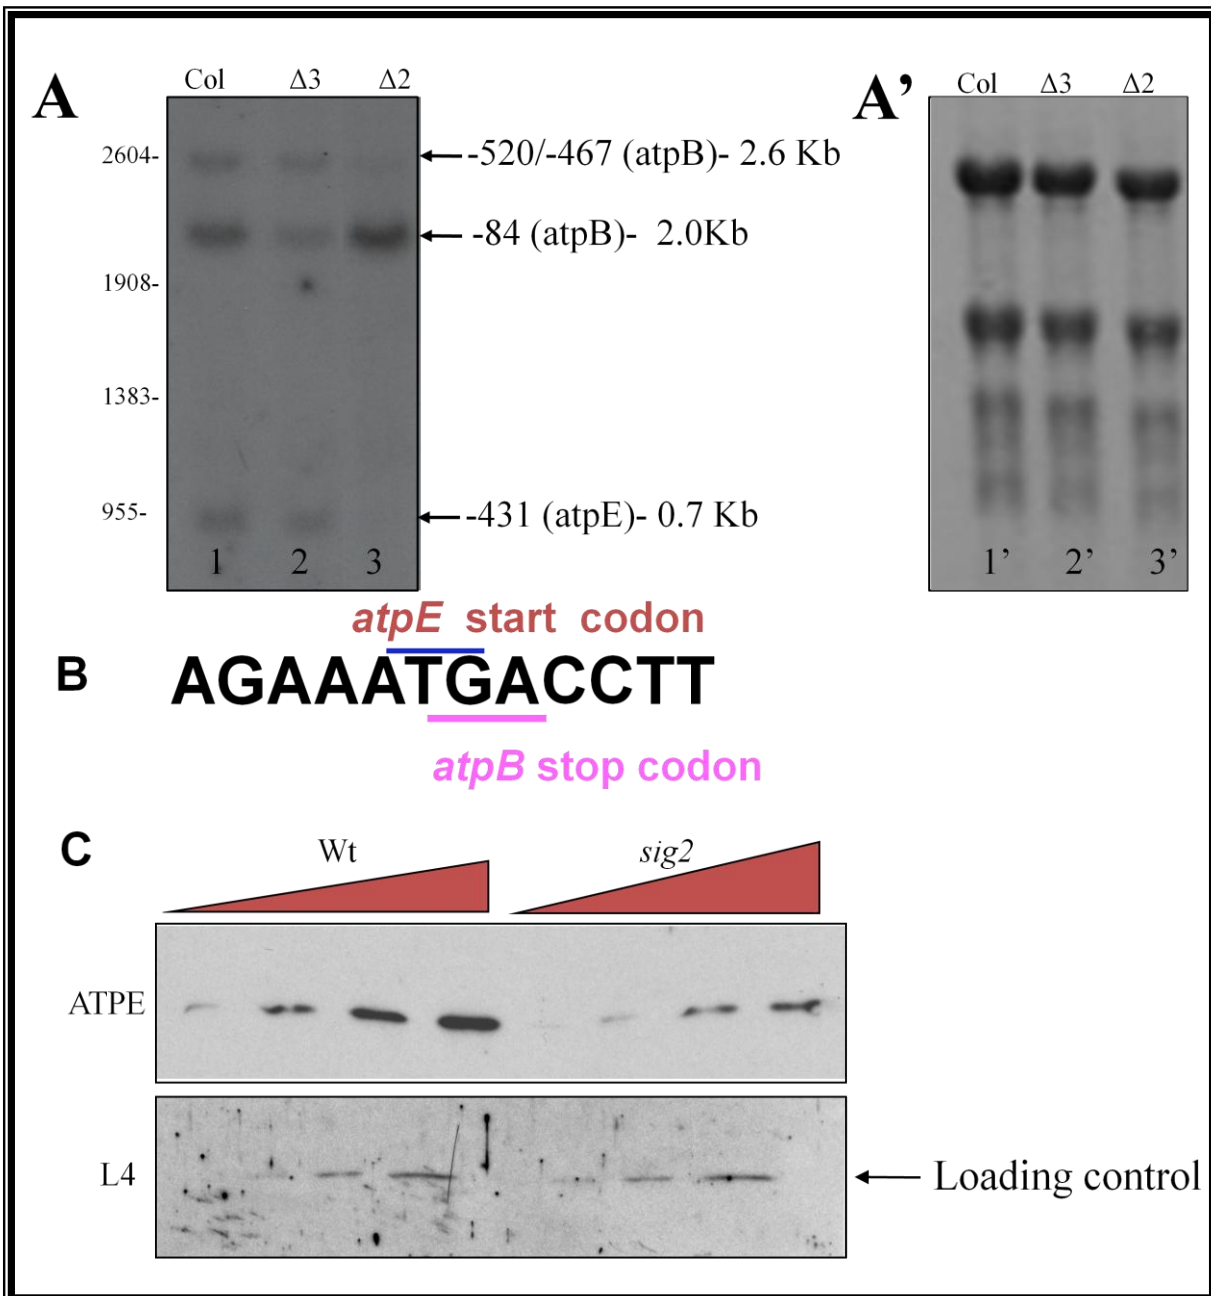 A
Col Δ3 Δ2
2604-
1908-
1383-
955-
-520/-467 (atpB)- 2.6 Kb
-84 (atpB)- 2.0Kb
-431 (atpE)- 0.7 Kb
1 2 3
A’
Col Δ3 Δ2
1’ 2’ 3’
atpE start codon
B
AGAAATGACCTT
atpB stop codon
C
Wt sig2
ATPE
L4
Loading control